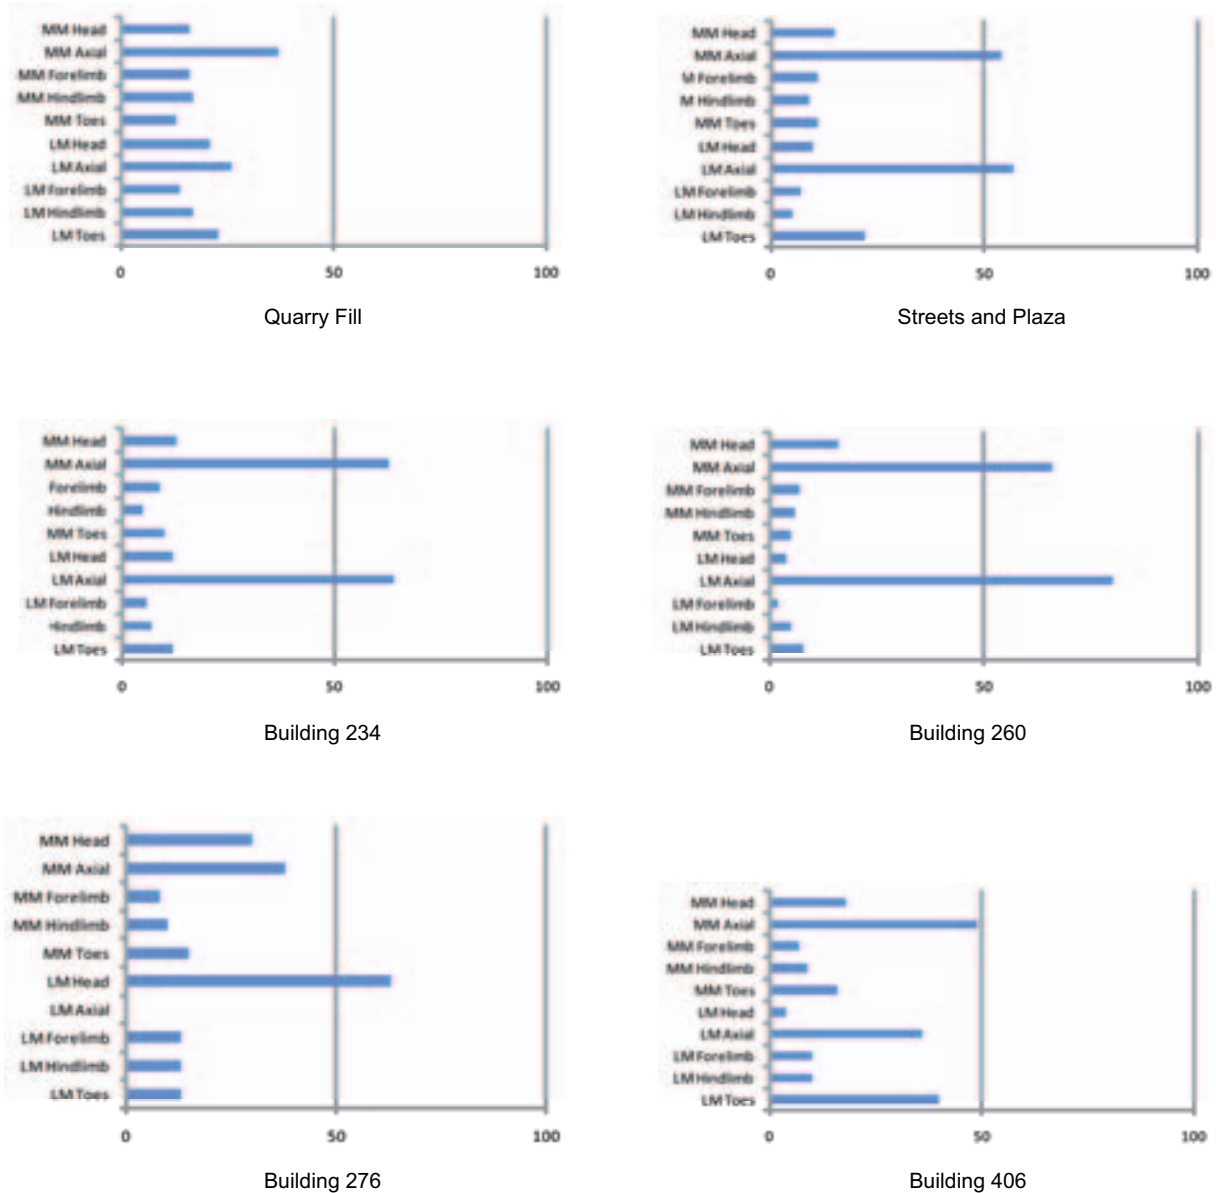 MM Head
MM Axial
MM Forelimb
MM Hindlimb
MM Toes
LM Head
LM Axial
LM Forelimb
LM Hindlimb
LM Toes
0 50 100
Quarry Fill
MM Head
MM Axial
M Forelimb
M Hindlimb
MM Toes
LM Head
LM Axial
LM Forelimb
LM Hindlimb
LM Toes
0 50 100
Streets and Plaza
MM Head
MM Axial
Forelimb
Hindlimb
MM Toes
LM Head
LM Axial
LM Forelimb
Hindlimb
LM Toes
0 50 100
Building 234
MM Head
MM Axial
MM Forelimb
MM Hindlimb
MM Toes
LM Head
LM Axial
LM Forelimb
LM Hindlimb
LM Toes
0 50 100
Building 260
MM Head
MM Axial
MM Forelimb
MM Hindlimb
MM Toes
LM Head
LM Axial
LM Forelimb
LM Hindlimb
LM Toes
0 50 100
Building 276
MM Head
MM Axial
MM Forelimb
MM Hindlimb
MM Toes
LM Head
LM Axial
LM Forelimb
LM Hindlimb
LM Toes
0 50 100
Building 406